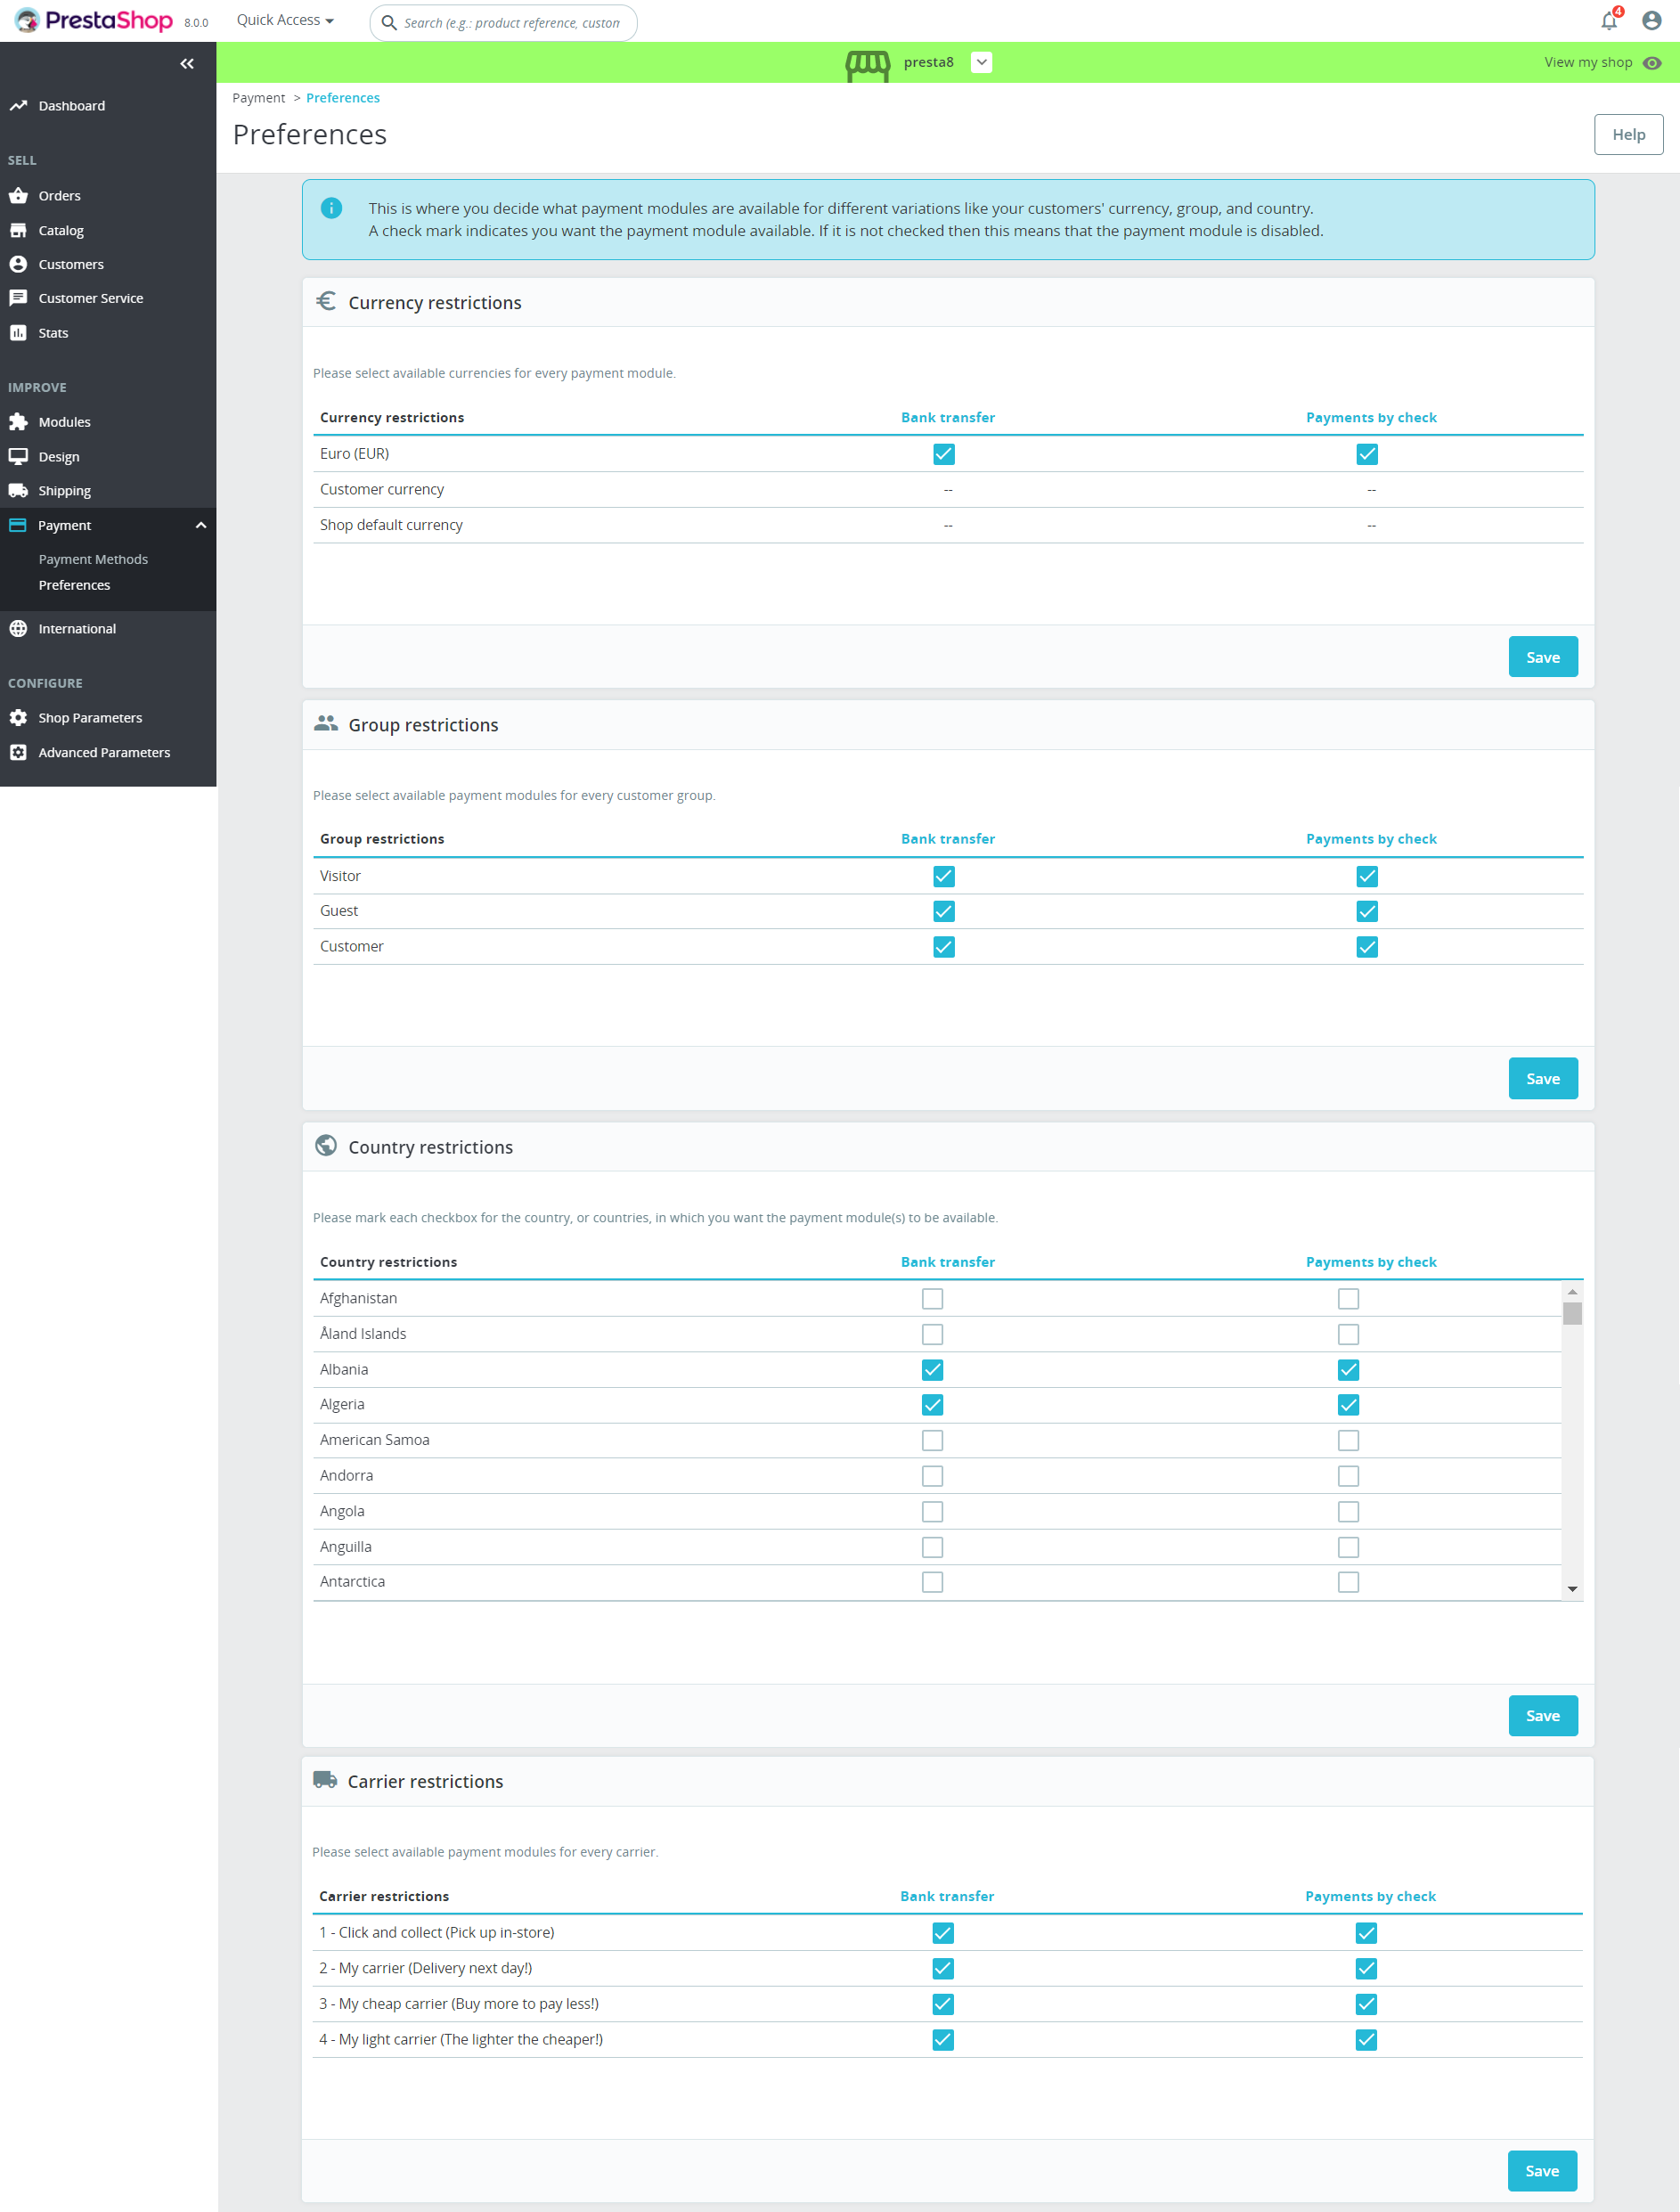 PrestaShop 8.0.0 Quick Access Search (e.g.: product reference, custon 4
presta8 View my shop
Dashboard
SELL
Orders
Catalog
Customers
Customer Service
Stats
IMPROVE
Modules
Design
Shipping
Payment
Payment Methods
Preferences
International
CONFIGURE
Shop Parameters
Advanced Parameters
Payment > Preferences
Preferences
Help
This is where you decide what payment modules are available for different variations like your customers' currency, group, and country.
A check mark indicates you want the payment module available. If it is not checked then this means that the payment module is disabled.
Currency restrictions
Please select available currencies for every payment module.
Currency restrictions Bank transfer Payments by check
Euro (EUR)
Customer currency -- --
Shop default currency -- --
Save
Group restrictions
Please select available payment modules for every customer group.
Group restrictions Bank transfer Payments by check
Visitor
Guest
Customer
Save
Country restrictions
Please mark each checkbox for the country, or countries, in which you want the payment module(s) to be available.
Country restrictions Bank transfer Payments by check
Afghanistan
Åland Islands
Albania
Algeria
American Samoa
Andorra
Angola
Anguilla
Antarctica
Save
Carrier restrictions
Please select available payment modules for every carrier.
Carrier restrictions Bank transfer Payments by check
1 - Click and collect (Pick up in-store)
2 - My carrier (Delivery next day!)
3 - My cheap carrier (Buy more to pay less!)
4 - My light carrier (The lighter the cheaper!)
Save